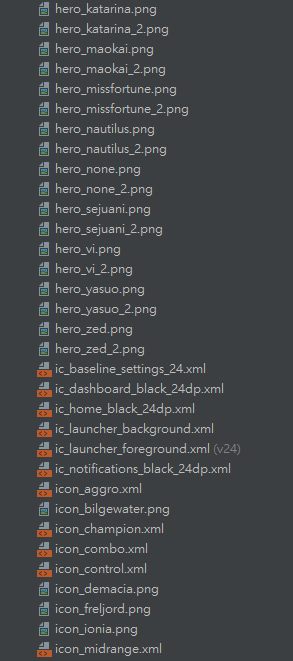 hero_katarina.png
hero_katarina_2.png
hero_maokai.png
hero_maokai_2.png
hero_missfortune.png
hero_missfortune_2.png
hero_nautilus.png
hero_nautilus_2.png
hero_none.png
hero_none_2.png
hero_sejuani.png
hero_sejuani_2.png
hero_vi.png
hero_vi_2.png
hero_yasuo.png
hero_yasuo_2.png
hero_zed.png
hero_zed_2.png
ic_baseline_settings_24.xml
ic_dashboard_black_24dp.xml
ic_home_black_24dp.xml
ic_launcher_background.xml
ic_launcher_foreground.xml (v24)
ic_notifications_black_24dp.xml
icon_aggro.xml
icon_bilgewater.png
icon_champion.xml
icon_combo.xml
icon_control.xml
icon_demacia.png
icon_freljord.png
icon_ionia.png
icon_midrange.xml